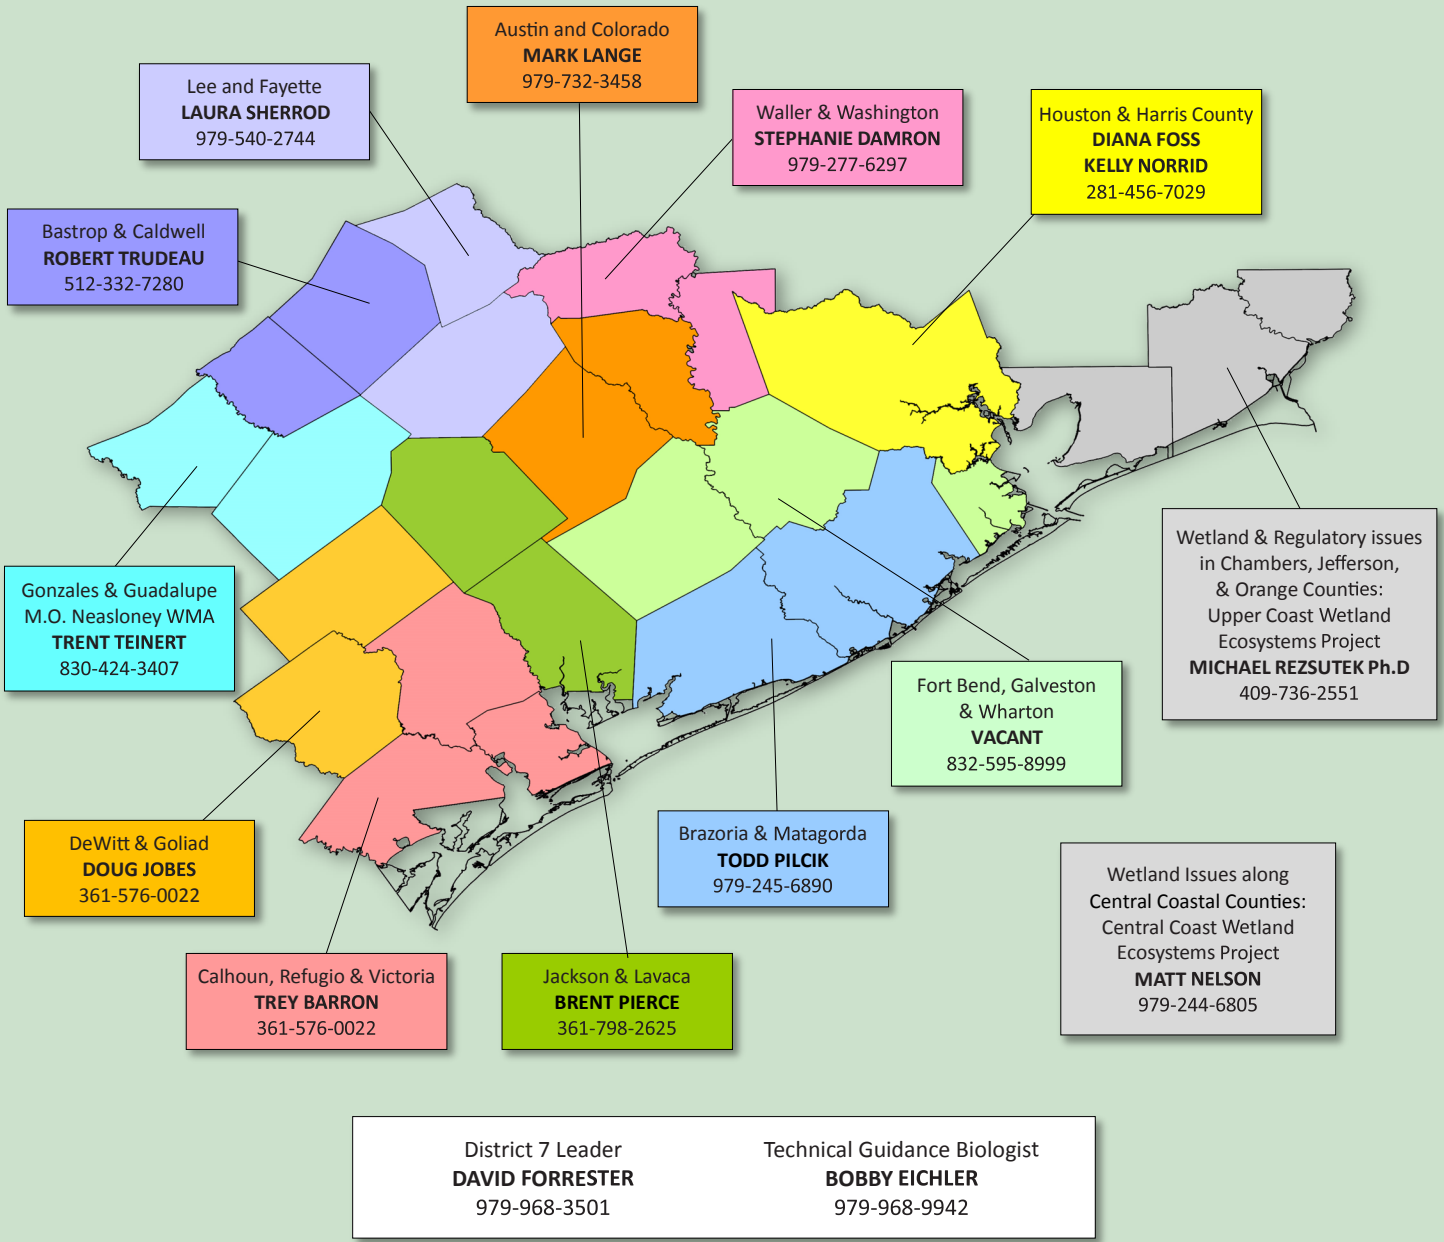 Austin and Colorado
MARK LANGE
979-732-3458
Lee and Fayette
LAURA SHERROD
979-540-2744
Waller & Washington
STEPHANIE DAMRON
979-277-6297
Houston & Harris County
DIANA FOSS
KELLY NORRID
281-456-7029
Bastrop & Caldwell
ROBERT TRUDEAU
512-332-7280
Gonzales & Guadalupe
M.O. Neasloney WMA
TRENT TEINERT
830-424-3407
Wetland & Regulatory issues
in Chambers, Jefferson,
& Orange Counties:
Upper Coast Wetland
Ecosystems Project
MICHAEL REZSUTEK Ph.D
409-736-2551
Fort Bend, Galveston
& Wharton
VACANT
832-595-8999
DeWitt & Goliad
DOUG JOBES
361-576-0022
Brazoria & Matagorda
TODD PILCIK
979-245-6890
Wetland Issues along
Central Coastal Counties:
Central Coast Wetland
Ecosystems Project
MATT NELSON
979-244-6805
Calhoun, Refugio & Victoria
TREY BARRON
361-576-0022
Jackson & Lavaca
BRENT PIERCE
361-798-2625
District 7 Leader
DAVID FORRESTER
979-968-3501
Technical Guidance Biologist
BOBBY EICHLER
979-968-9942